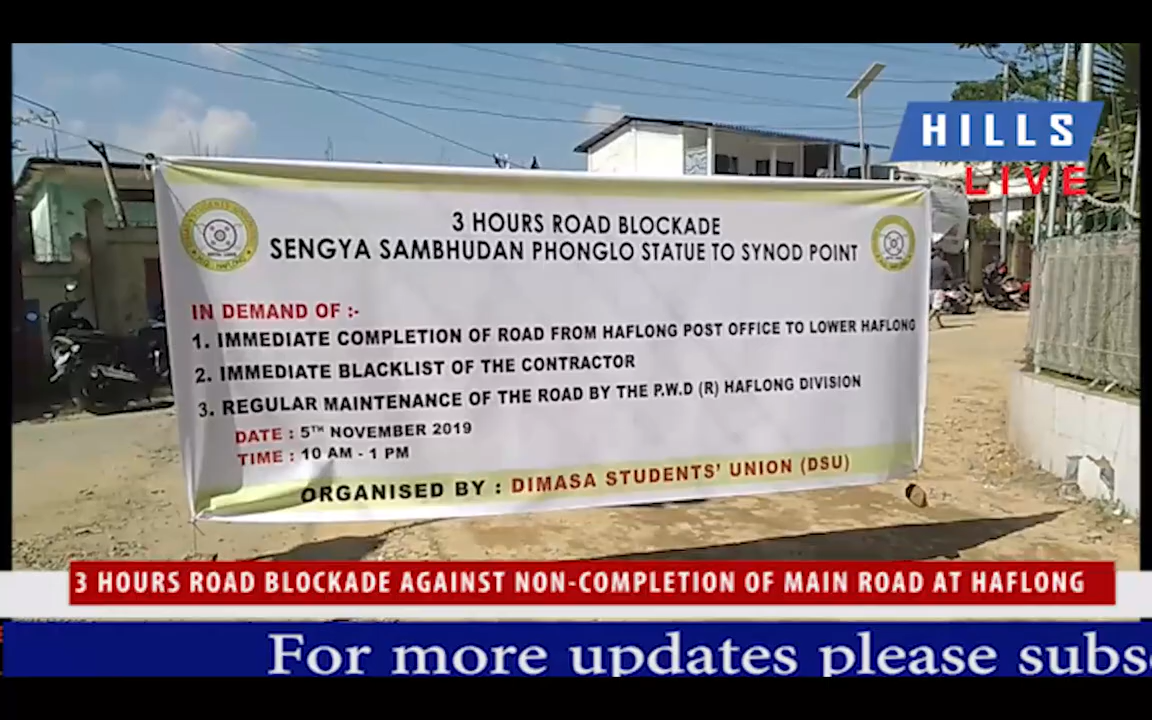 HILLS
LIVE
3 HOURS ROAD BLOCKADE
SENGYA SAMBHUDAN PHONGLO STATUE TO SYNOD POINT
IN DEMAND OF :-
1. IMMEDIATE COMPLETION OF ROAD FROM HAFLONG POST OFFICE TO LOWER HAFLONG
2. IMMEDIATE BLACKLIST OF THE CONTRACTOR
3. REGULAR MAINTENANCE OF THE ROAD BY THE P.W.D (R) HAFLONG DIVISION
DATE : 5TH NOVEMBER 2019
TIME : 10 AM - 1 PM
ORGANISED BY : DIMASA STUDENTS' UNION (DSU)
3 HOURS ROAD BLOCKADE AGAINST NON-COMPLETION OF MAIN ROAD AT HAFLONG
For more updates please subs